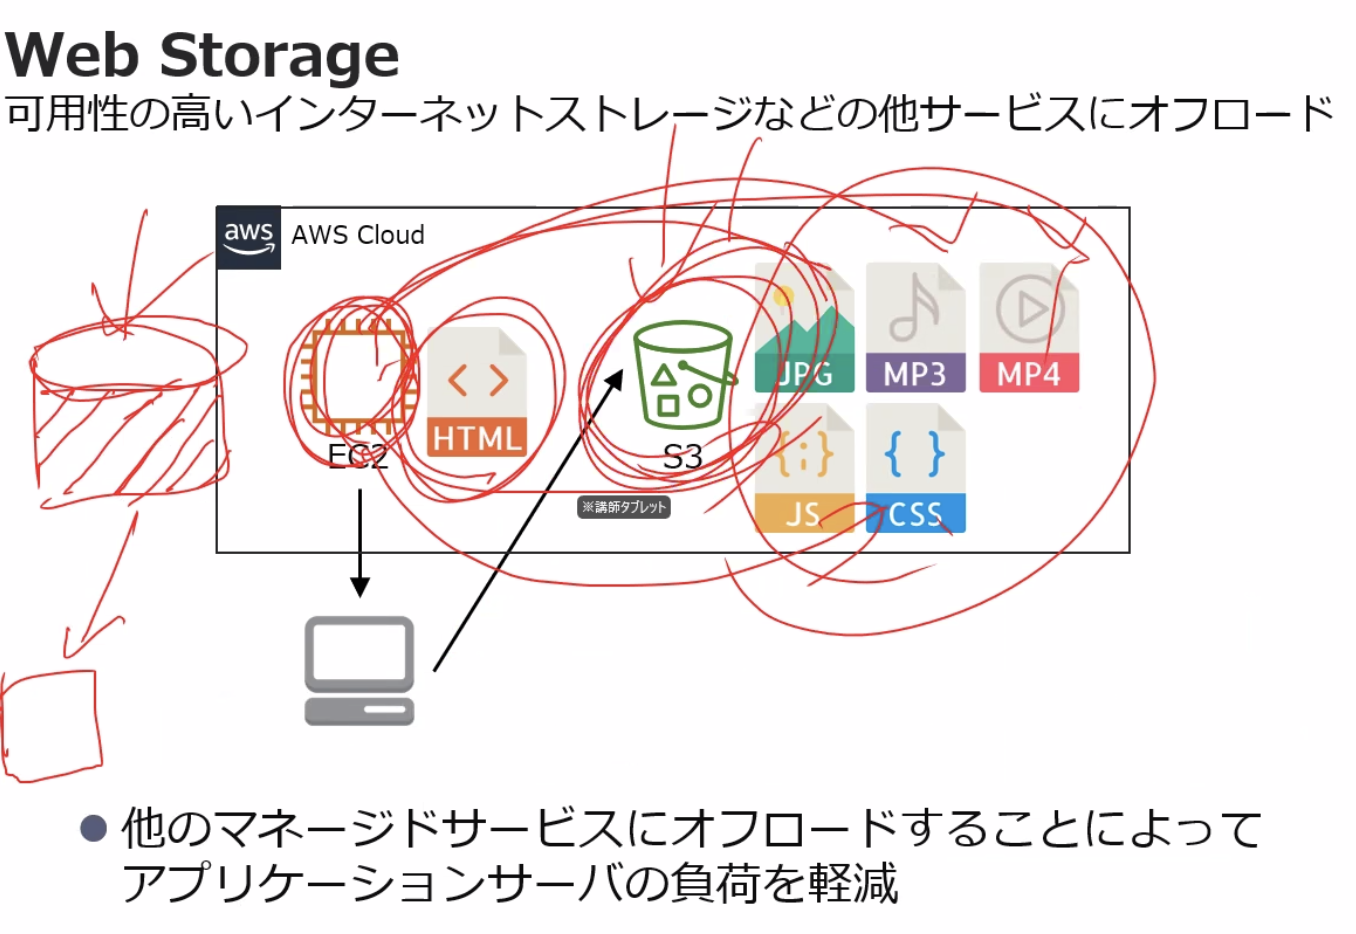 Web Storage
可用性の高いインターネットストレージなどの他サービスにオフロード
aws
AWS Cloud
JPG
MP3
MP4
HTML
EC2
S3
※講師タブレット
JS
CSS
他のマネージドサービスにオフロードすることによって
アプリケーションサーバの負荷を軽減